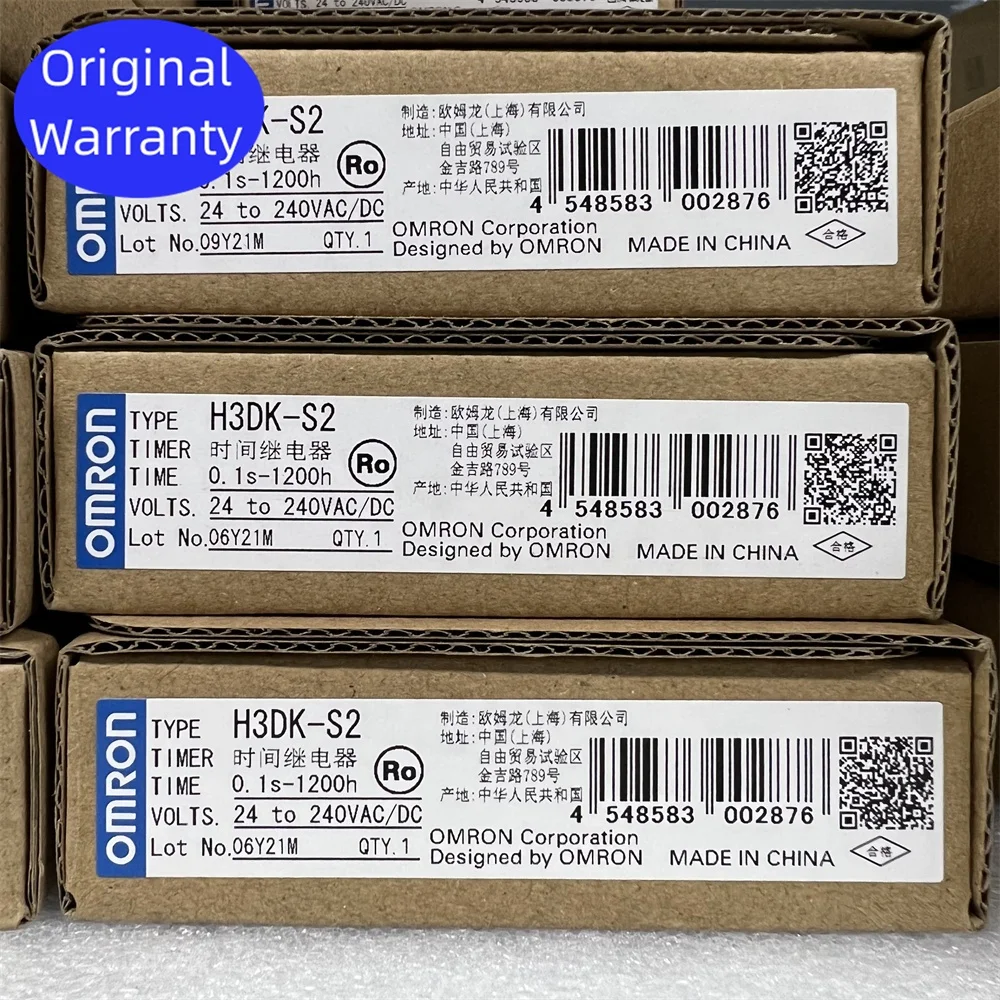 VOLTS. 24 to 240VAC/DC
Original
Warranty
K-S2
继电器
0.1s-1200h
Ro
VOLTS. 24 to 240VAC/DC
Lot No.09Y21M QTY.1
制造:欧姆龙(上海)有限公司
地址:中国(上海)
自由贸易试验区
金吉路789号
产地:中华人民共和国
4 548583 002876
OMRON Corporation
Designed by OMRON MADE IN CHINA
合格
OMRON
TYPE H3DK-S2
TIMER 时间继电器
TIME 0.1s-1200h
Ro
VOLTS. 24 to 240VAC/DC
Lot No.06Y21M QTY.1
制造:欧姆龙(上海)有限公司
地址:中国(上海)
自由贸易试验区
金吉路789号
产地:中华人民共和国
4 548583 002876
OMRON Corporation
Designed by OMRON MADE IN CHINA
合格
OMRON
TYPE H3DK-S2
TIMER 时间继电器
TIME 0.1s-1200h
Ro
VOLTS. 24 to 240VAC/DC
Lot No.06Y21M QTY.1
制造:欧姆龙(上海)有限公司
地址:中国(上海)
自由贸易试验区
金吉路789号
产地:中华人民共和国
4 548583 002876
OMRON Corporation
Designed by OMRON MADE IN CHINA
合格